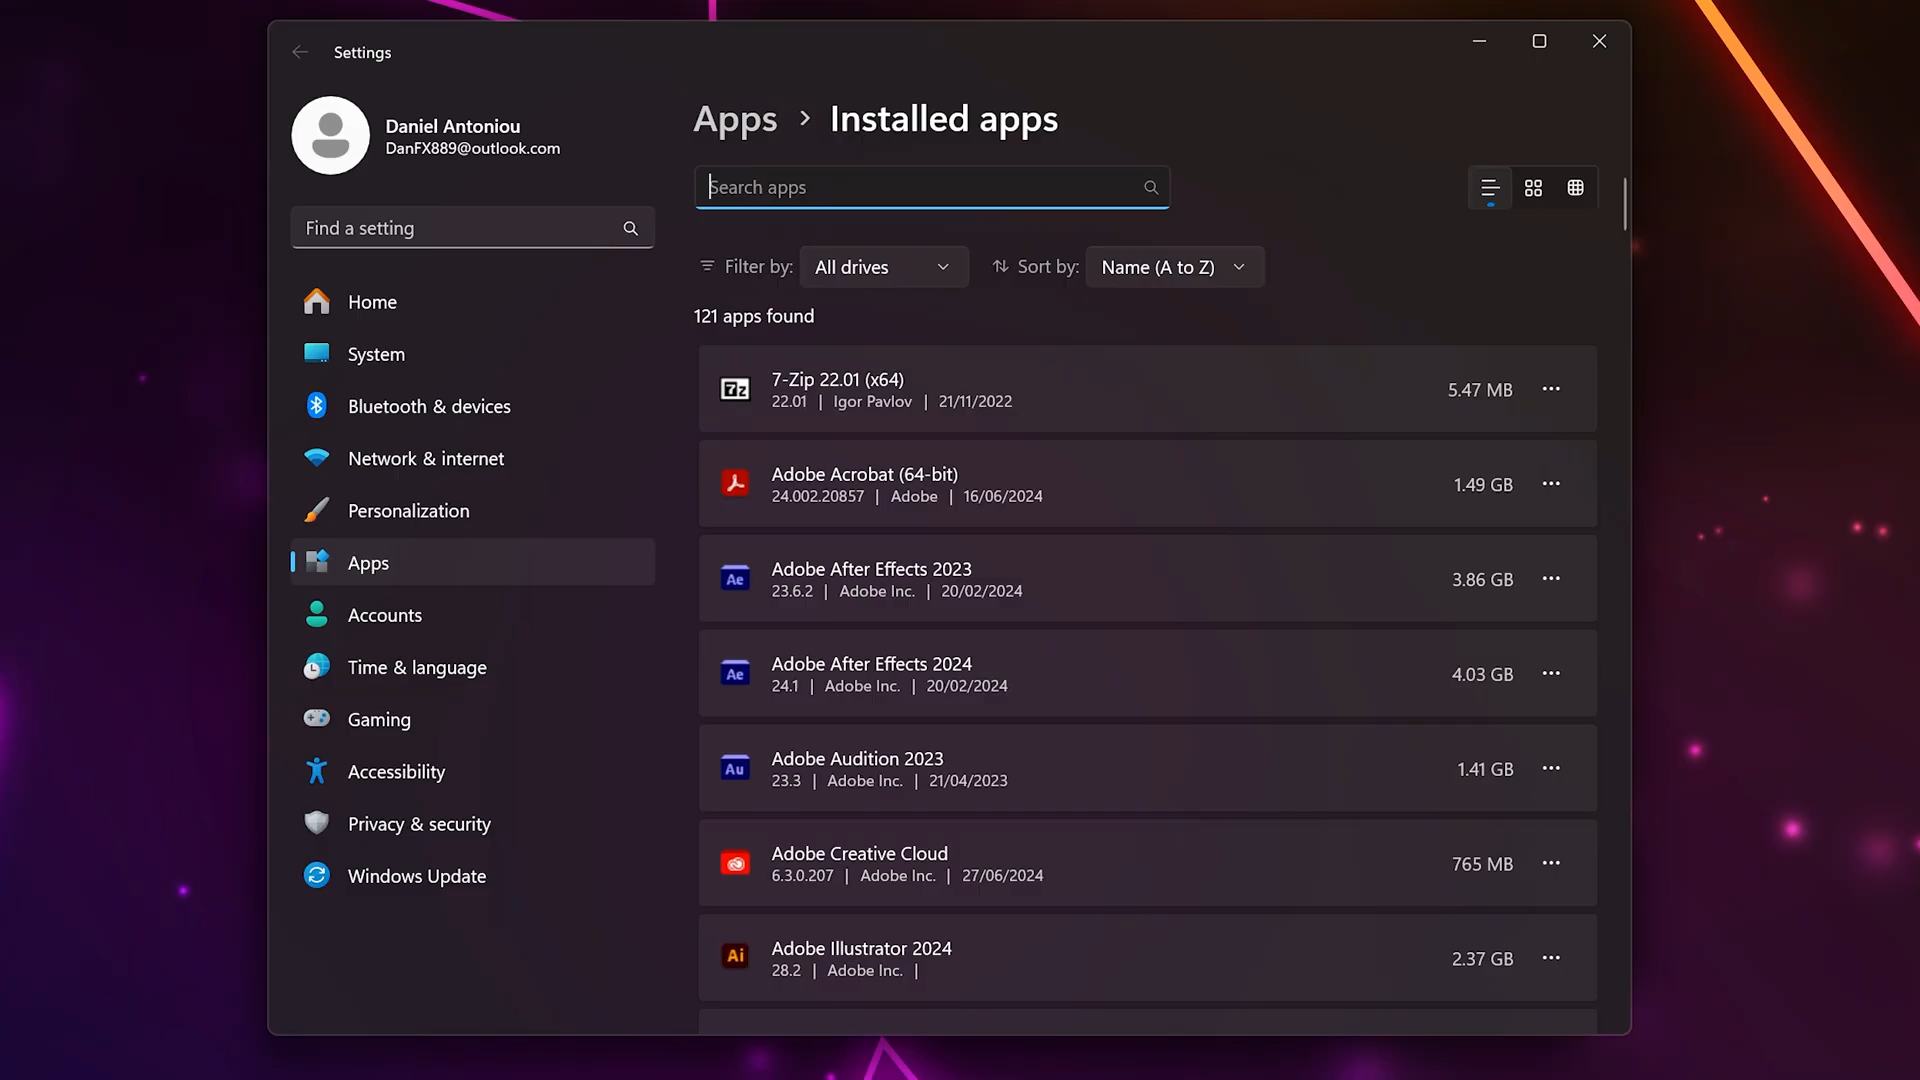 Settings
Daniel Antoniou
DanFX889@outlook.com
Find a setting
Home
System
Bluetooth & devices
Network & internet
Personalization
Apps
Accounts
Time & language
Gaming
Accessibility
Privacy & security
Windows Update
Apps > Installed apps
Search apps
Filter by: All drives Sort by: Name (A to Z)
121 apps found
7z
7-Zip 22.01 (x64)
22.01 | Igor Pavlov | 21/11/2022
5.47 MB
Adobe Acrobat (64-bit)
24.002.20857 | Adobe | 16/06/2024
1.49 GB
Ae
Adobe After Effects 2023
23.6.2 | Adobe Inc. | 20/02/2024
3.86 GB
Ae
Adobe After Effects 2024
24.1 | Adobe Inc. | 20/02/2024
4.03 GB
Au
Adobe Audition 2023
23.3 | Adobe Inc. | 21/04/2023
1.41 GB
Adobe Creative Cloud
6.3.0.207 | Adobe Inc. | 27/06/2024
765 MB
Ai
Adobe Illustrator 2024
28.2 | Adobe Inc. |
2.37 GB